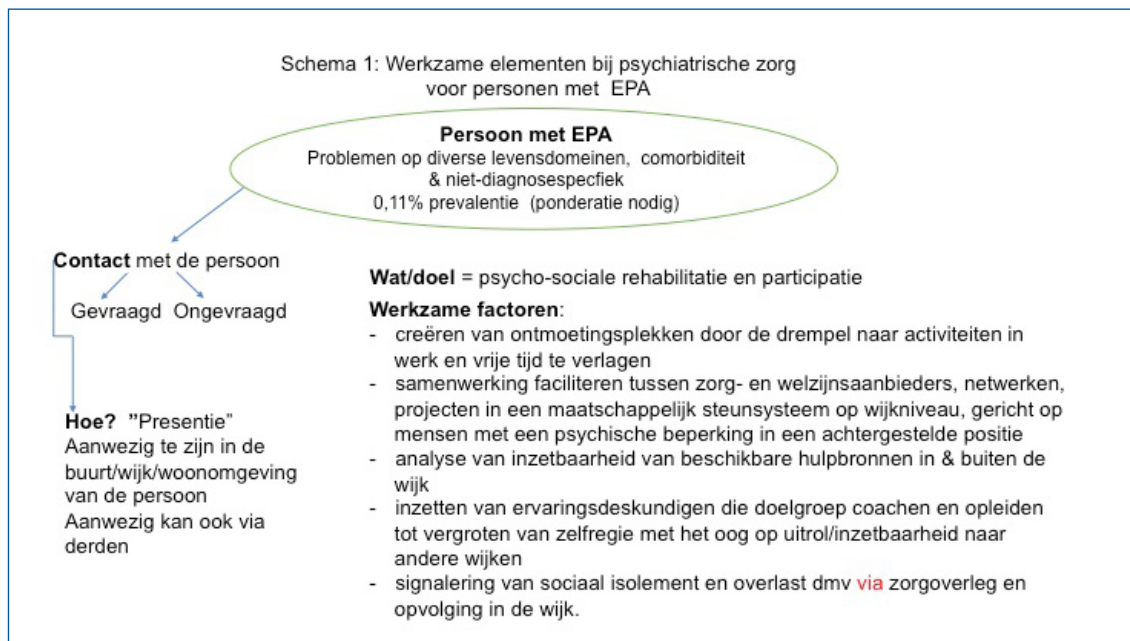 Schema 1: Werkzame elementen bij psychiatrische zorg
voor personen met EPA
Persoon met EPA
Problemen op diverse levensdomeinen, comorbiditeit
& niet-diagnosespecfiek
0,11% prevalentie (ponderatie nodig)
Contact met de persoon
Gevraagd Ongevraagd
Hoe? ”Presentie”
Aanwezig te zijn in de
buurt/wijk/woonomgeving
van de persoon
Aanwezig kan ook via
derden
Wat/doel = psycho-sociale rehabilitatie en participatie
Werkzame factoren:
- creëren van ontmoetingsplekken door de drempel naar activiteiten in
werk en vrije tijd te verlagen
- samenwerking faciliteren tussen zorg- en welzijnsaanbieders, netwerken,
projecten in een maatschappelijk steunsysteem op wijkniveau, gericht op
mensen met een psychische beperking in een achtergestelde positie
- analyse van inzetbaarheid van beschikbare hulpbronnen in & buiten de
wijk
- inzetten van ervaringsdeskundigen die doelgroep coachen en opleiden
tot vergroten van zelfregie met het oog op uitrol/inzetbaarheid naar
andere wijken
- signalering van sociaal isolement en overlast dmv via zorgoverleg en
opvolging in de wijk.